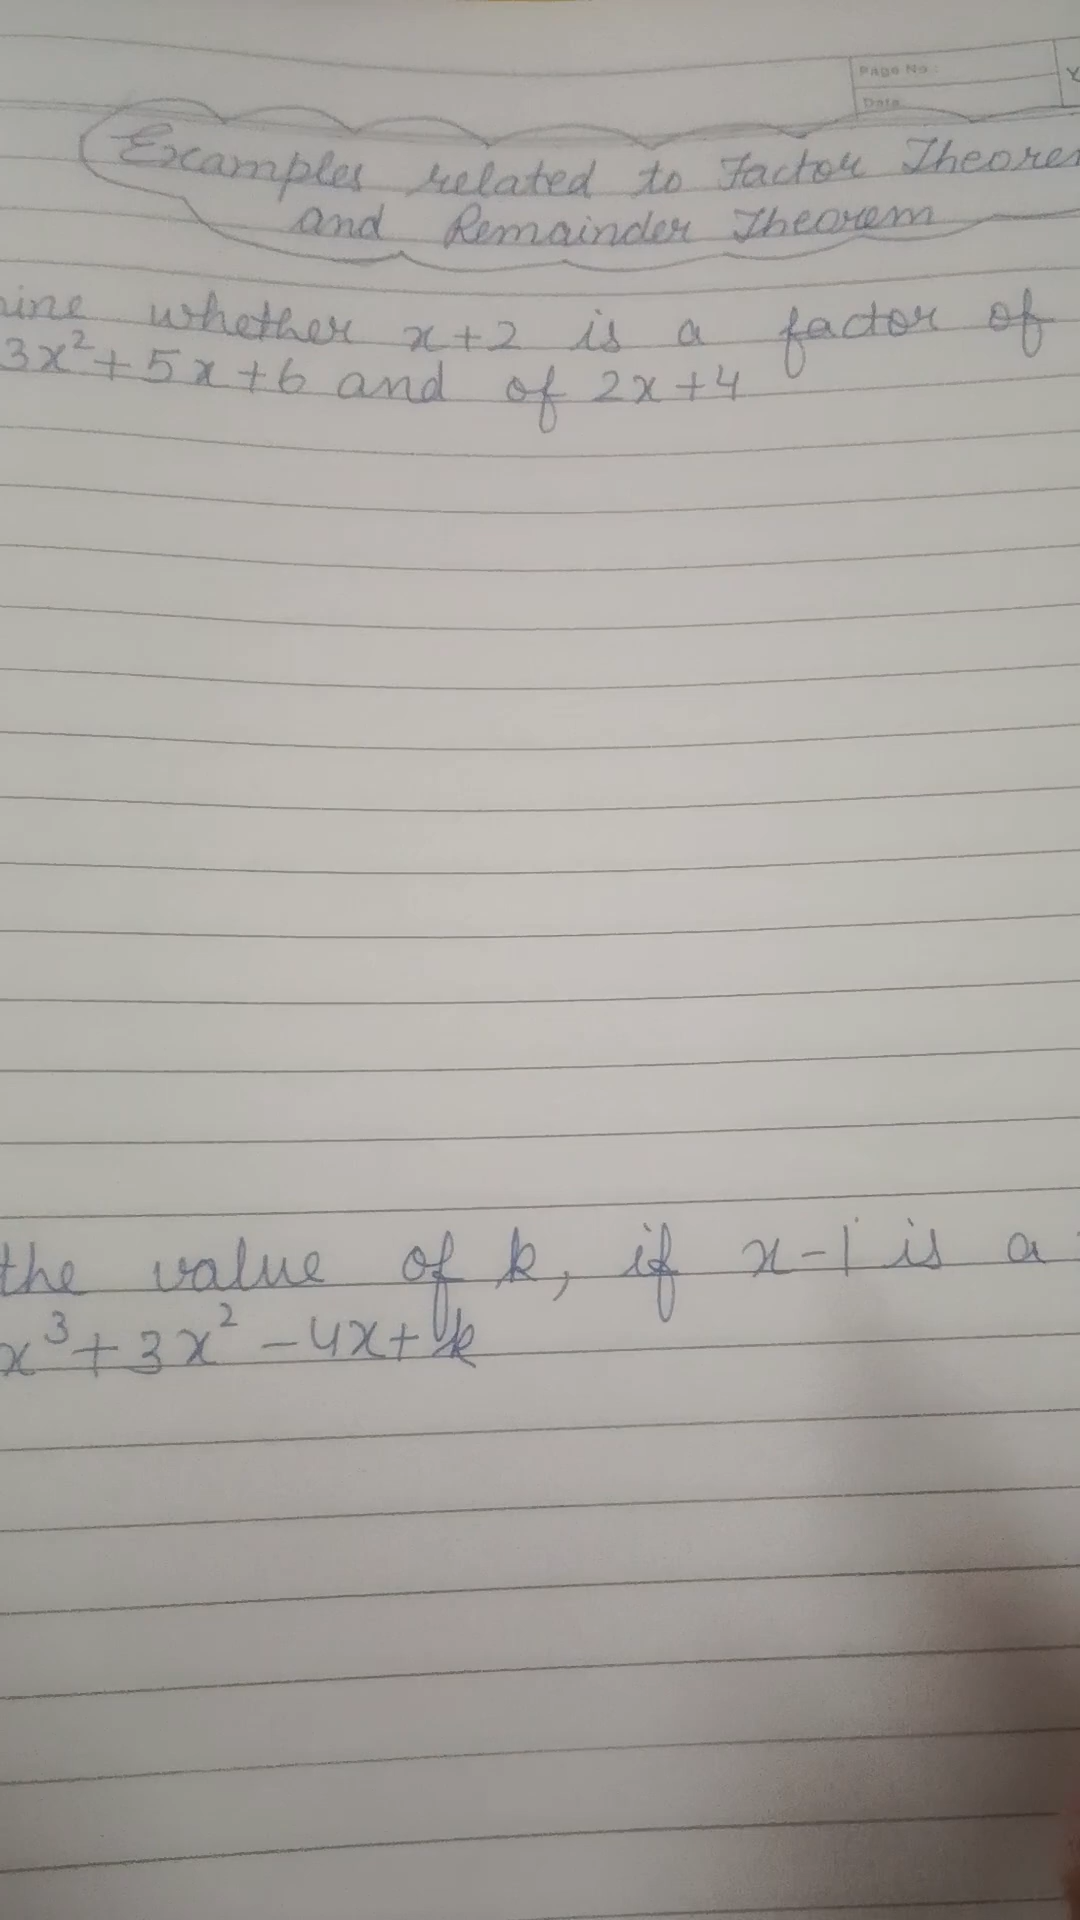 Page No.
Date
Examples related to Factor Theorem
and Remainder Theorem
mine whether x+2 is a factor of
3x²+5x+6 and of 2x+4
the value of k, if x-1 is a
x³+3x²-4x+k